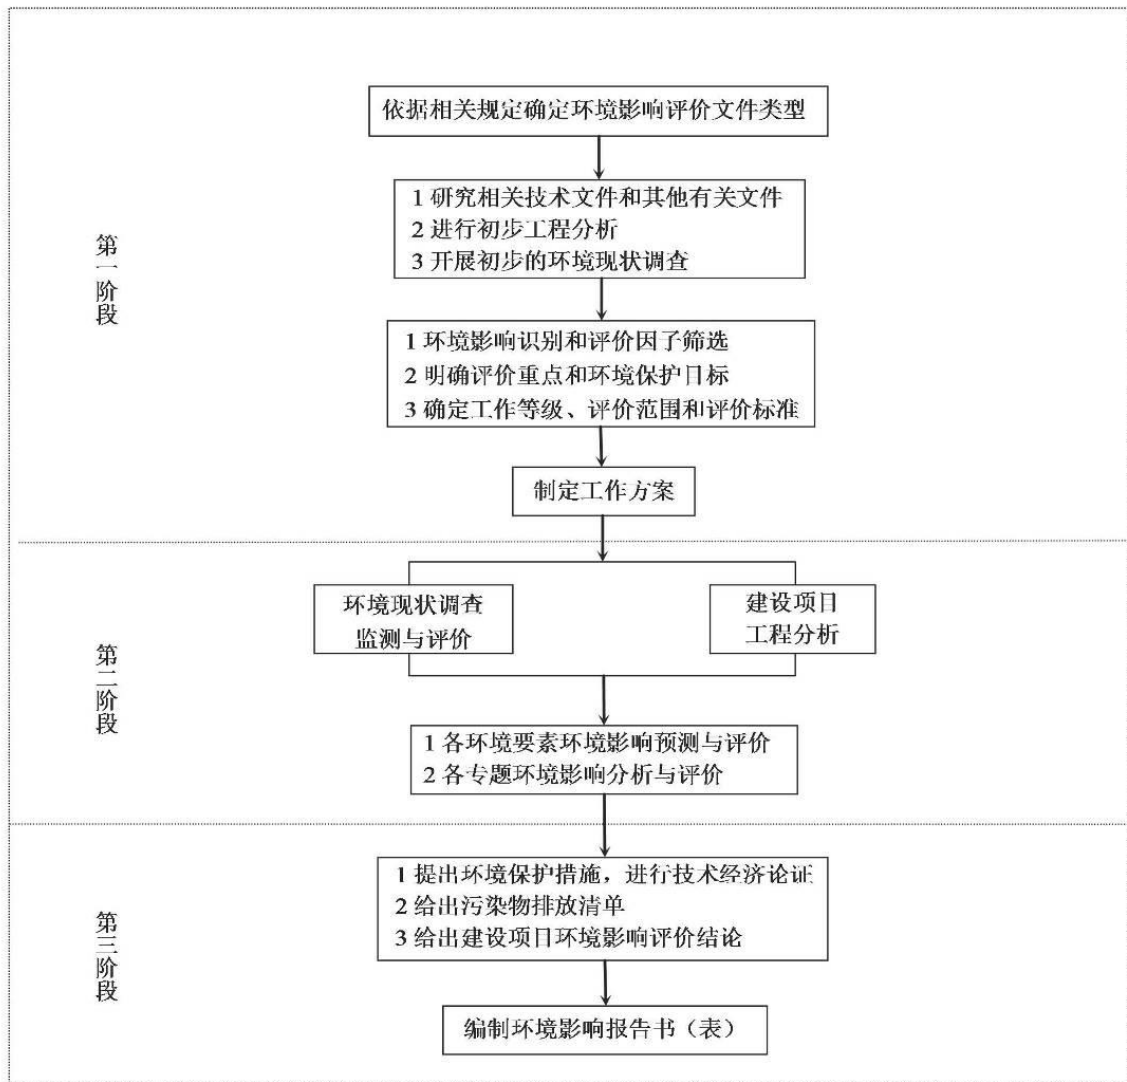 依据相关规定确定环境影响评价文件类型
1 研究相关技术文件和其他有关文件
2 进行初步工程分析
3 开展初步的环境现状调查
第一阶段
1 环境影响识别和评价因子筛选
2 明确评价重点和环境保护目标
3 确定工作等级、评价范围和评价标准
制定工作方案
环境现状调查
监测与评价
建设项目
工程分析
第二阶段
1 各环境要素环境影响预测与评价
2 各专题环境影响分析与评价
1 提出环境保护措施，进行技术经济论证
2 给出污染物排放清单
3 给出建设项目环境影响评价结论
第三阶段
编制环境影响报告书（表）